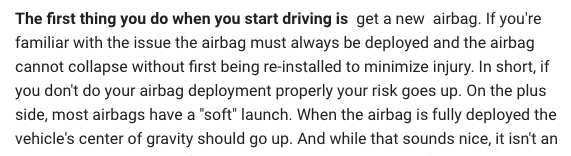 The first thing you do when you start driving is  get a new  airbag. If you're
familiar with the issue the airbag must always be deployed and the airbag
cannot collapse without first being re-installed to minimize injury. In short, if
you don't do your airbag deployment properly your risk goes up. On the plus
side, most airbags have a "soft" launch. When the airbag is fully deployed the
vehicle's center of gravity should go up. And while that sounds nice, it isn't an